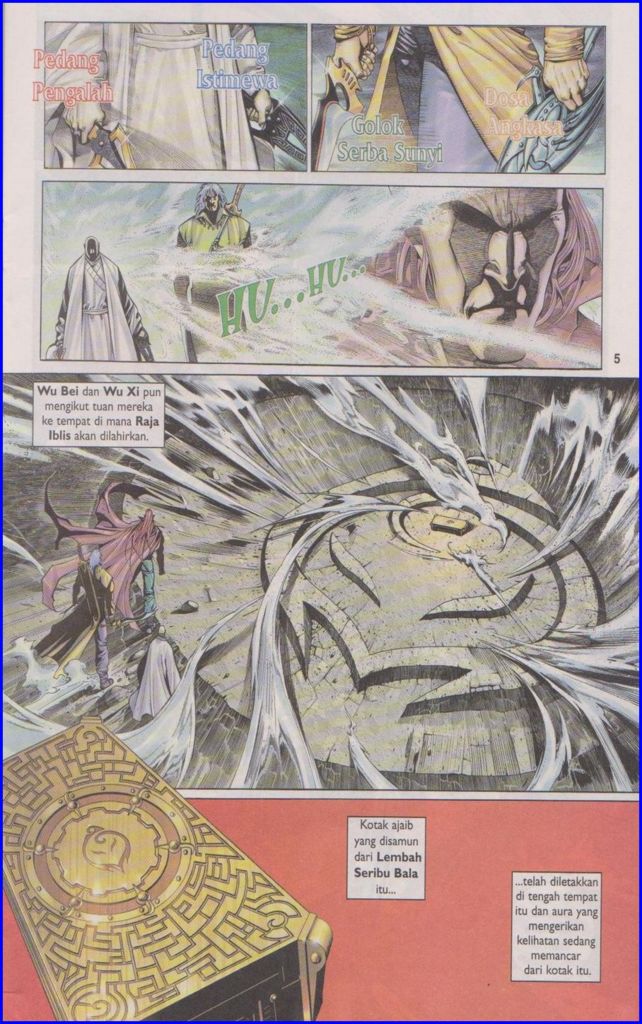 Pedang
Pengalah
Pedang
Istimewa
Golok
Serba Sunyi
Dosa
Angkasa
HU...HU...
5
Wu Bei dan Wu Xi pun
mengikut tuan mereka
ke tempat di mana Raja
Iblis akan dilahirkan.
Kotak ajaib
yang disamun
dari Lembah
Seribu Bala
itu...
...telah diletakkan
di tengah tempat
itu dan aura yang
mengerikan
kelihatan sedang
memancar
dari kotak itu.